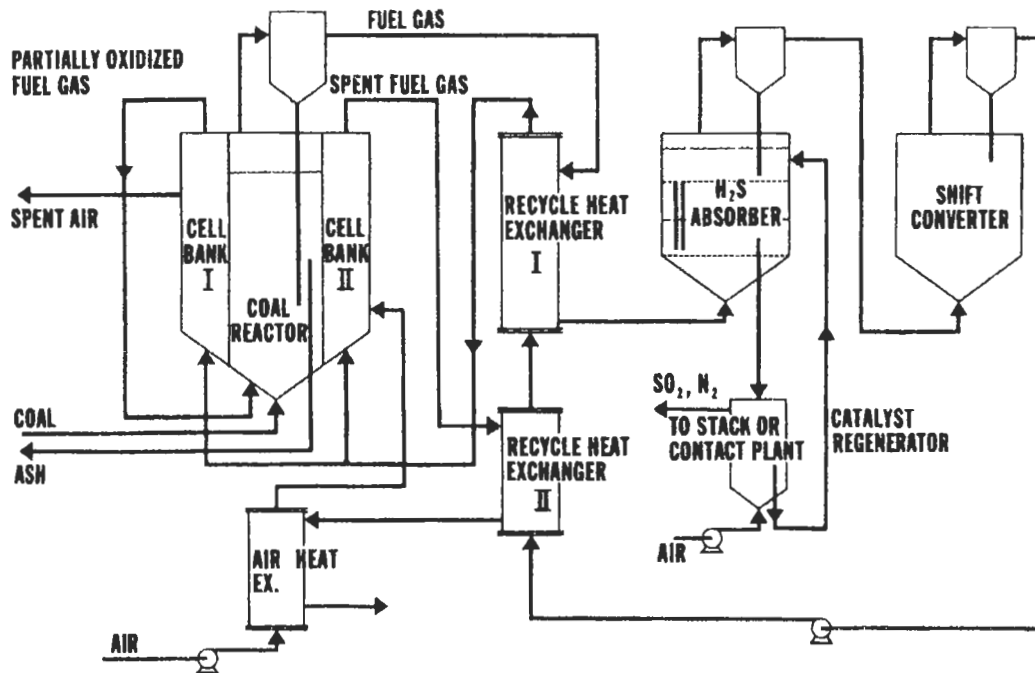 FUEL GAS
PARTIALLY OXIDIZED
FUEL GAS
SPENT FUEL GAS
SPENT AIR
CELL
BANK
I
CELL
BANK
II
COAL
REACTOR
RECYCLE HEAT
EXCHANGER
I
H₂S
ABSORBER
SHIFT
CONVERTER
COAL
ASH
RECYCLE HEAT
EXCHANGER
II
SO₂, N₂
TO STACK OR
CONTACT PLANT
CATALYST
REGENERATOR
AIR
AIR HEAT
EX.
AIR